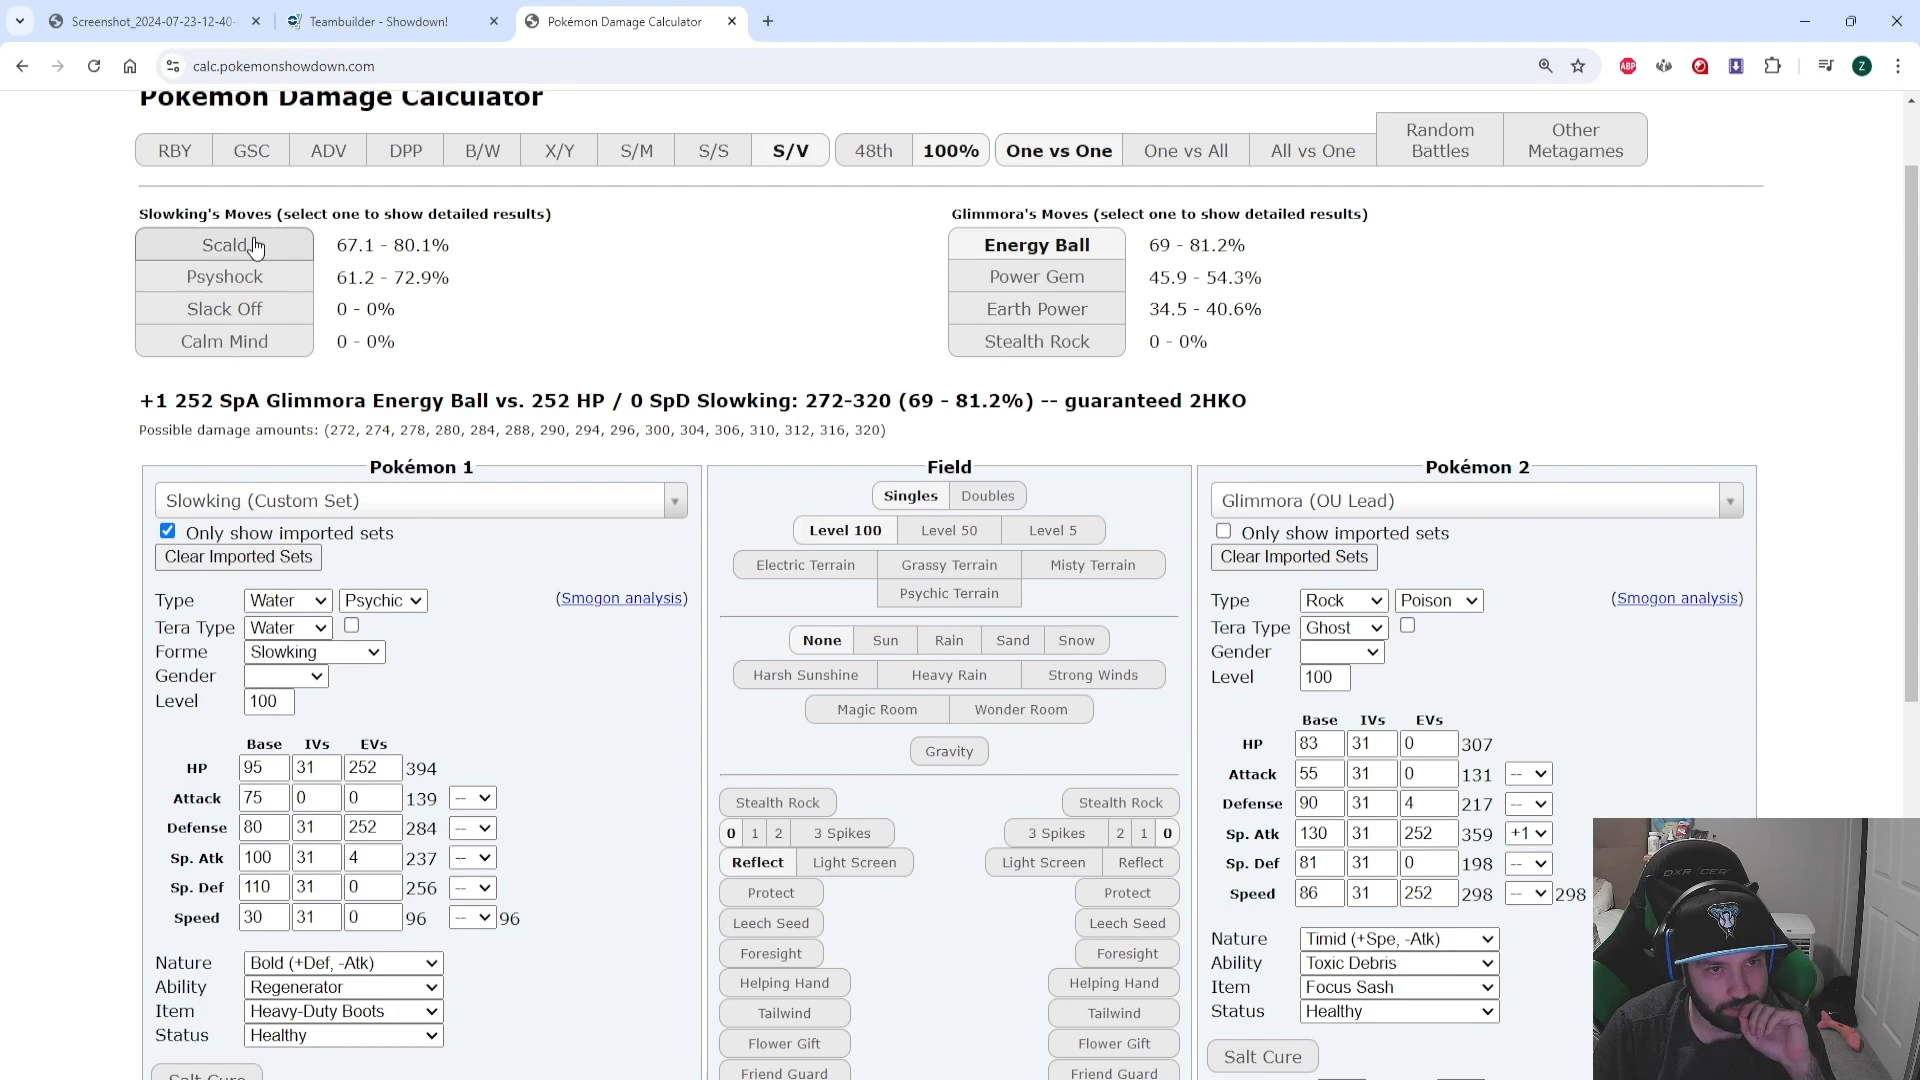 Screenshot_2024-07-23-12-40-
Teambuilder - Showdown!
Pokémon Damage Calculator
calc.pokemonshowdown.com
ABP
Z
Pokémon Damage Calculator
RBY GSC ADV DPP B/W X/Y S/M S/S S/V 48th 100% One vs One One vs All All vs One Random Battles Other Metagames
Slowking's Moves (select one to show detailed results)
Scald 67.1 - 80.1%
Psyshock 61.2 - 72.9%
Slack Off 0 - 0%
Calm Mind 0 - 0%
Glimmora's Moves (select one to show detailed results)
Energy Ball 69 - 81.2%
Power Gem 45.9 - 54.3%
Earth Power 34.5 - 40.6%
Stealth Rock 0 - 0%
+1 252 SpA Glimmora Energy Ball vs. 252 HP / 0 SpD Slowking: 272-320 (69 - 81.2%) -- guaranteed 2HKO
Possible damage amounts: (272, 274, 278, 280, 284, 288, 290, 294, 296, 300, 304, 306, 310, 312, 316, 320)
Pokémon 1
Slowking (Custom Set)
Only show imported sets
Clear Imported Sets
Type Water Psychic (Smogon analysis)
Tera Type Water
Forme Slowking
Gender
Level 100
Base IVs EVs
HP 95 31 252 394
Attack 75 0 0 139 --
Defense 80 31 252 284 --
Sp. Atk 100 31 4 237 --
Sp. Def 110 31 0 256 --
Speed 30 31 0 96 -- 96
Nature Bold (+Def, -Atk)
Ability Regenerator
Item Heavy-Duty Boots
Status Healthy
Salt Cure
Field
Singles Doubles
Level 100 Level 50 Level 5
Electric Terrain Grassy Terrain Misty Terrain
Psychic Terrain
None Sun Rain Sand Snow
Harsh Sunshine Heavy Rain Strong Winds
Magic Room Wonder Room
Gravity
Stealth Rock Stealth Rock
0 1 2 3 Spikes 3 Spikes 2 1 0
Reflect Light Screen Light Screen Reflect
Protect Protect
Leech Seed Leech Seed
Foresight Foresight
Helping Hand Helping Hand
Tailwind Tailwind
Flower Gift Flower Gift
Friend Guard Friend Guard
Pokémon 2
Glimmora (OU Lead)
Only show imported sets
Clear Imported Sets
Type Rock Poison (Smogon analysis)
Tera Type Ghost
Gender
Level 100
Base IVs EVs
HP 83 31 0 307
Attack 55 31 0 131 --
Defense 90 31 4 217 --
Sp. Atk 130 31 252 359 +1
Sp. Def 81 31 0 198 --
Speed 86 31 252 298 -- 298
Nature Timid (+Spe, -Atk)
Ability Toxic Debris
Item Focus Sash
Status Healthy
Salt Cure